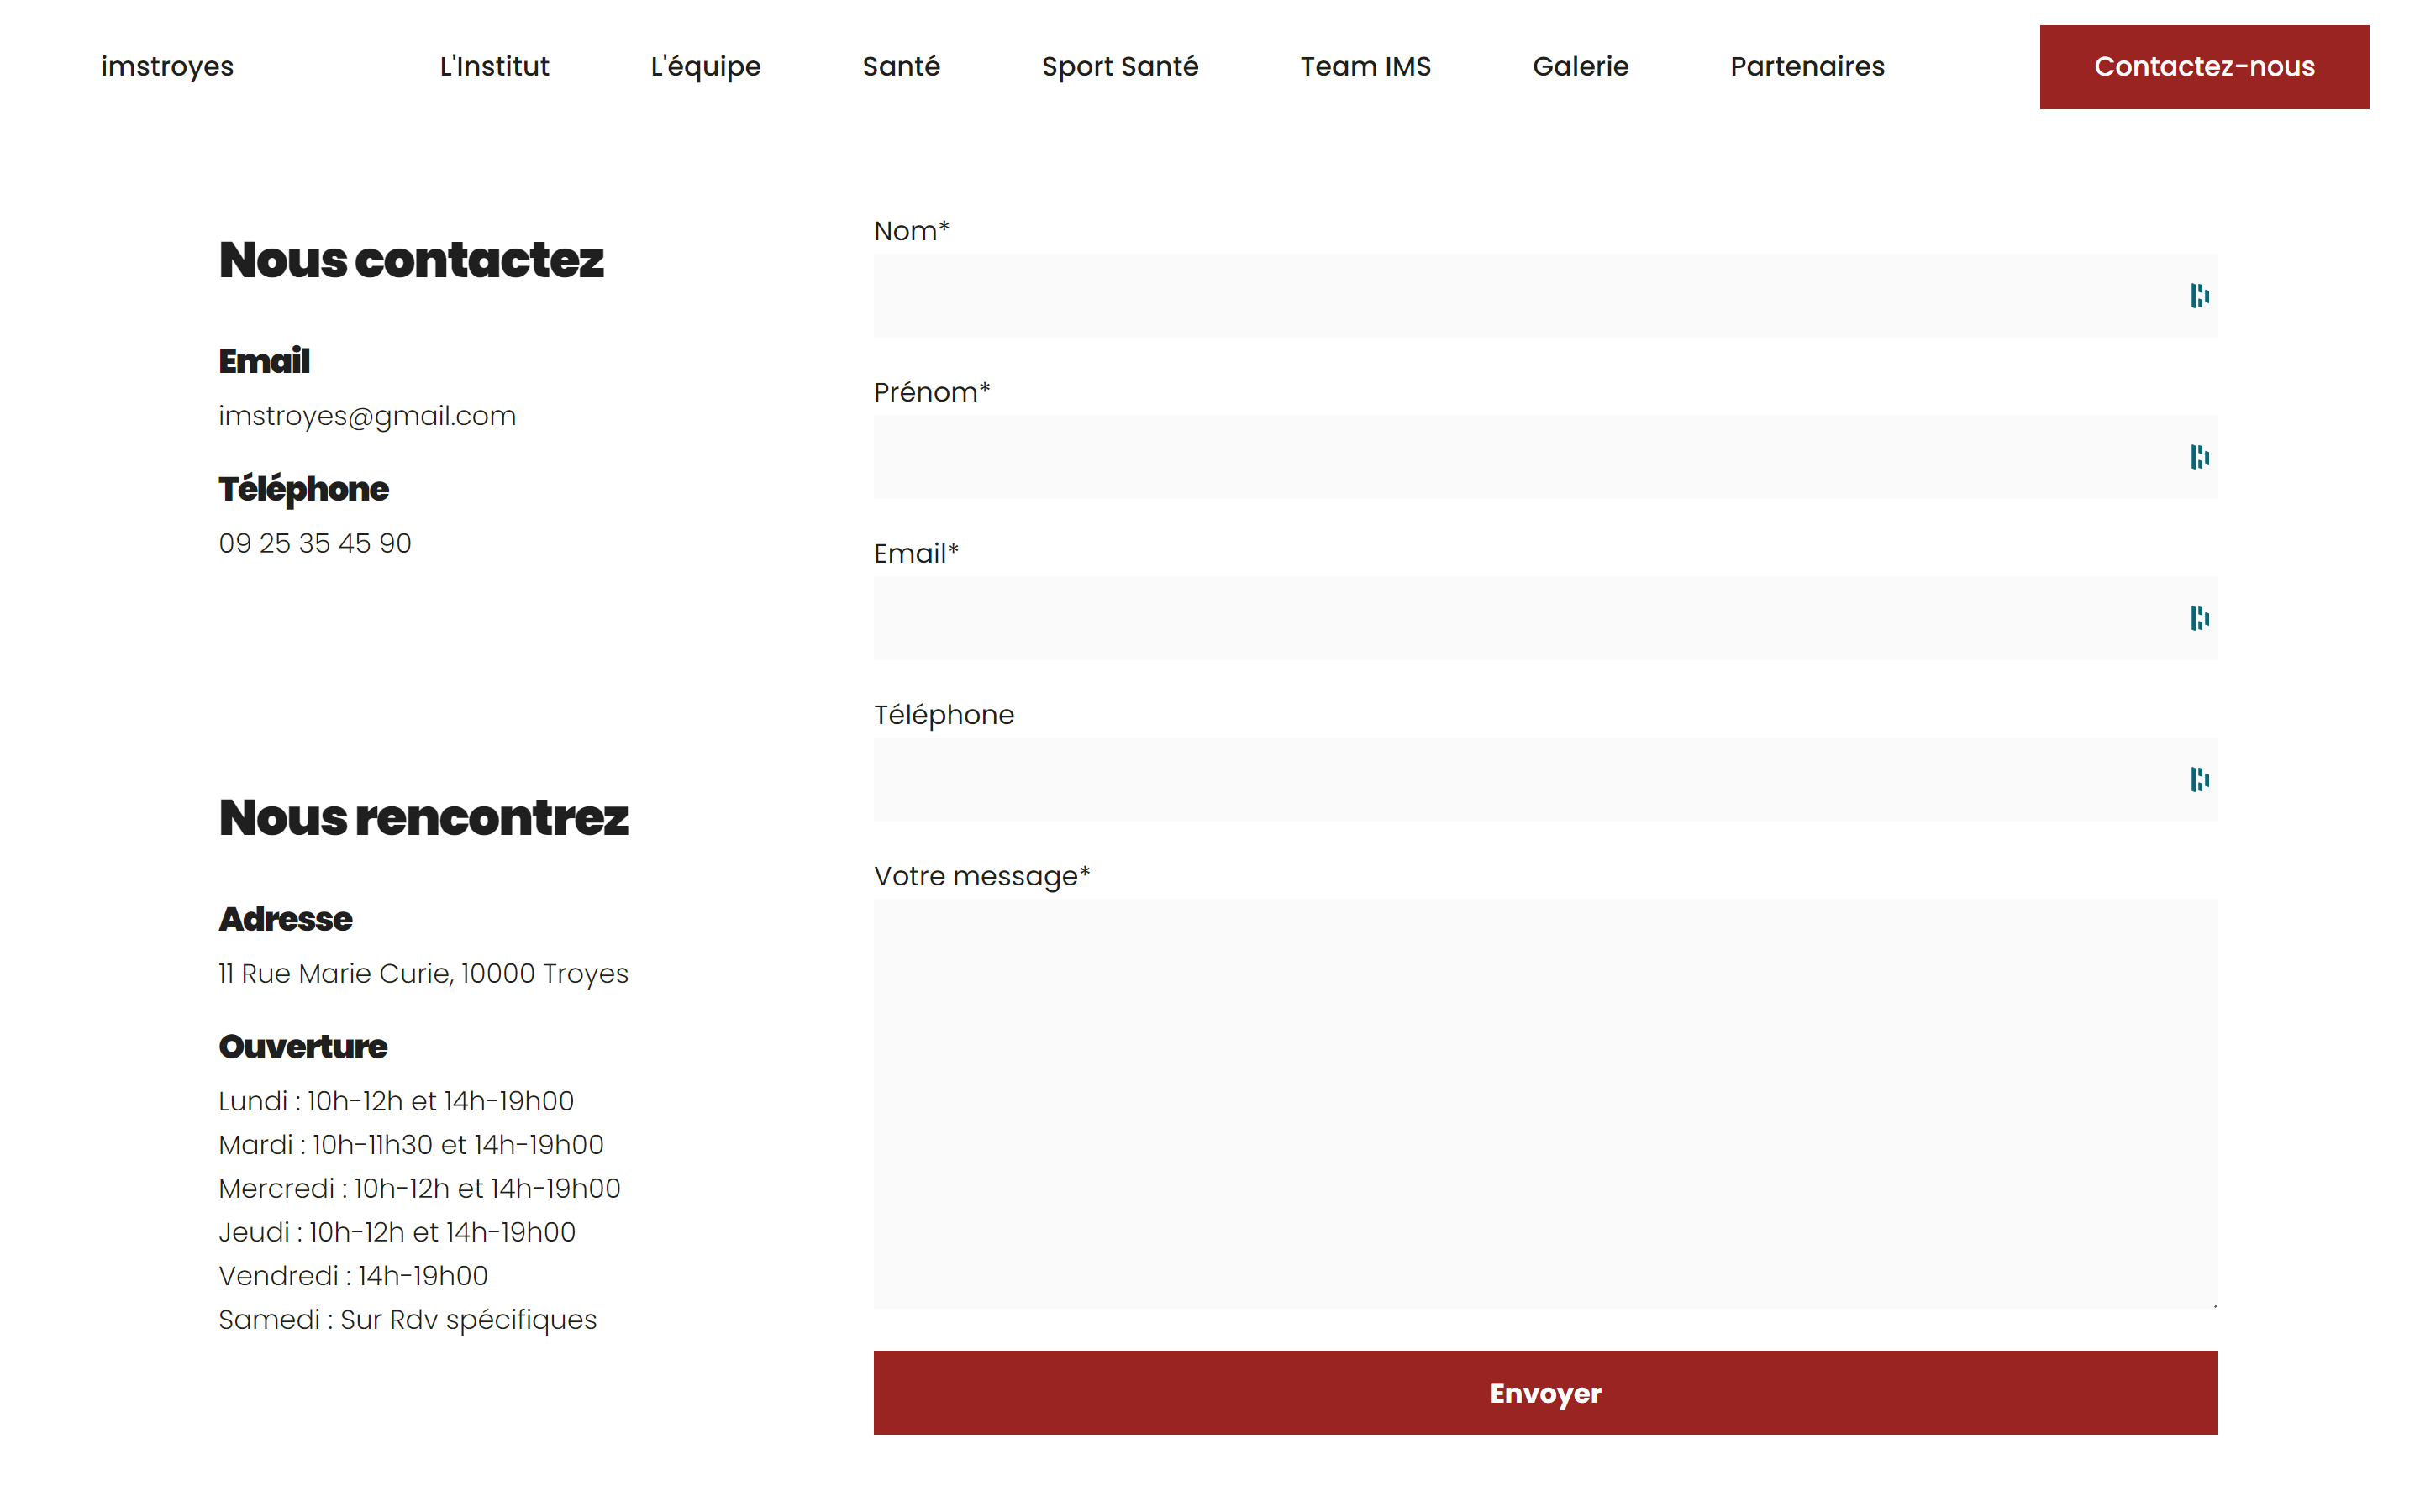 imstroyes
L'Institut
L'équipe
Santé
Sport Santé
Team IMS
Galerie
Partenaires
Contactez-nous
Nous contactez
Email
imstroyes@gmail.com
Téléphone
09 25 35 45 90
Nous rencontrez
Adresse
11 Rue Marie Curie, 10000 Troyes
Ouverture
Lundi : 10h-12h et 14h-19h00
Mardi : 10h-11h30 et 14h-19h00
Mercredi : 10h-12h et 14h-19h00
Jeudi : 10h-12h et 14h-19h00
Vendredi : 14h-19h00
Samedi : Sur Rdv spécifiques
Nom*
Prénom*
Email*
Téléphone
Votre message*
Envoyer